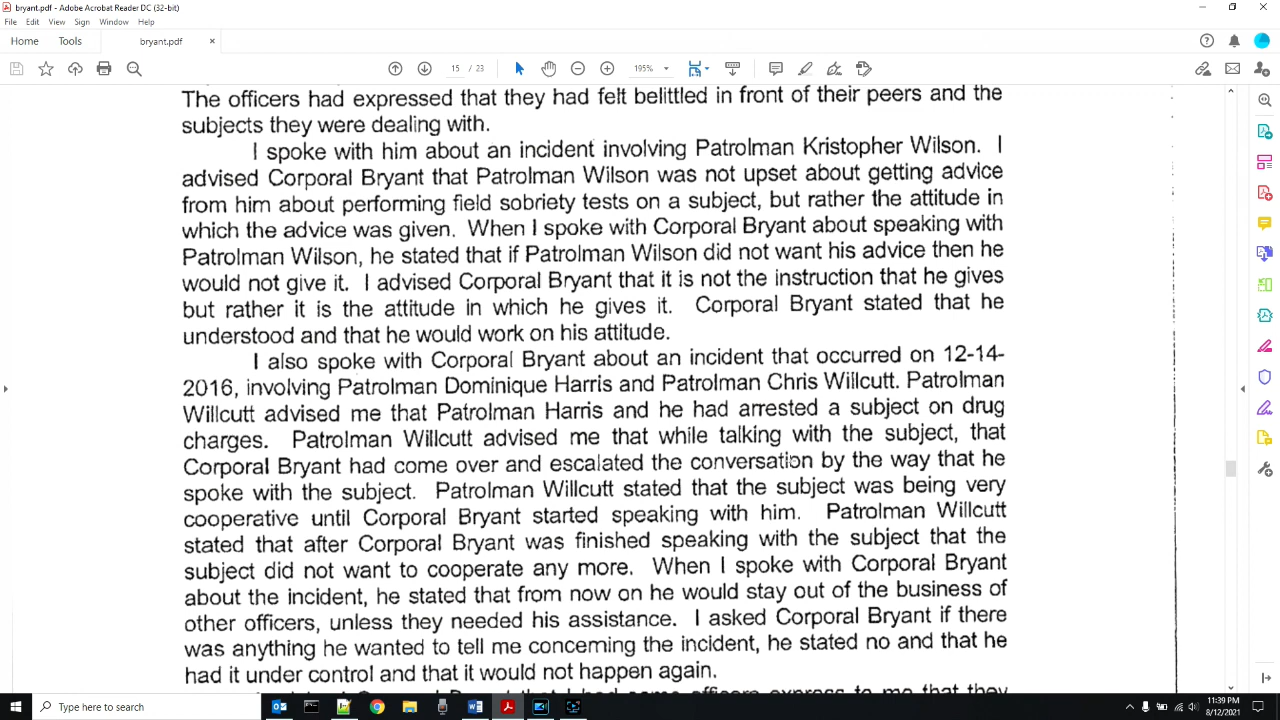 bryant.pdf - Adobe Acrobat Reader DC (32-bit)
File Edit View Sign Window Help
Home Tools bryant.pdf ×
15 / 23 195%
The officers had expressed that they had felt belittled in front of their peers and the
subjects they were dealing with.
I spoke with him about an incident involving Patrolman Kristopher Wilson. I
advised Corporal Bryant that Patrolman Wilson was not upset about getting advice
from him about performing field sobriety tests on a subject, but rather the attitude in
which the advice was given. When I spoke with Corporal Bryant about speaking with
Patrolman Wilson, he stated that if Patrolman Wilson did not want his advice then he
would not give it. I advised Corporal Bryant that it is not the instruction that he gives
but rather it is the attitude in which he gives it. Corporal Bryant stated that he
understood and that he would work on his attitude.
I also spoke with Corporal Bryant about an incident that occurred on 12-14-
2016, involving Patrolman Dominique Harris and Patrolman Chris Willcutt. Patrolman
Willcutt advised me that Patrolman Harris and he had arrested a subject on drug
charges. Patrolman Willcutt advised me that while talking with the subject, that
Corporal Bryant had come over and escalated the conversation by the way that he
spoke with the subject. Patrolman Willcutt stated that the subject was being very
cooperative until Corporal Bryant started speaking with him. Patrolman Willcutt
stated that after Corporal Bryant was finished speaking with the subject that the
subject did not want to cooperate any more. When I spoke with Corporal Bryant
about the incident, he stated that from now on he would stay out of the business of
other officers, unless they needed his assistance. I asked Corporal Bryant if there
was anything he wanted to tell me concerning the incident, he stated no and that he
had it under control and that it would not happen again.
officers express to me that they
Type here to search
11:39 PM
8/12/2021